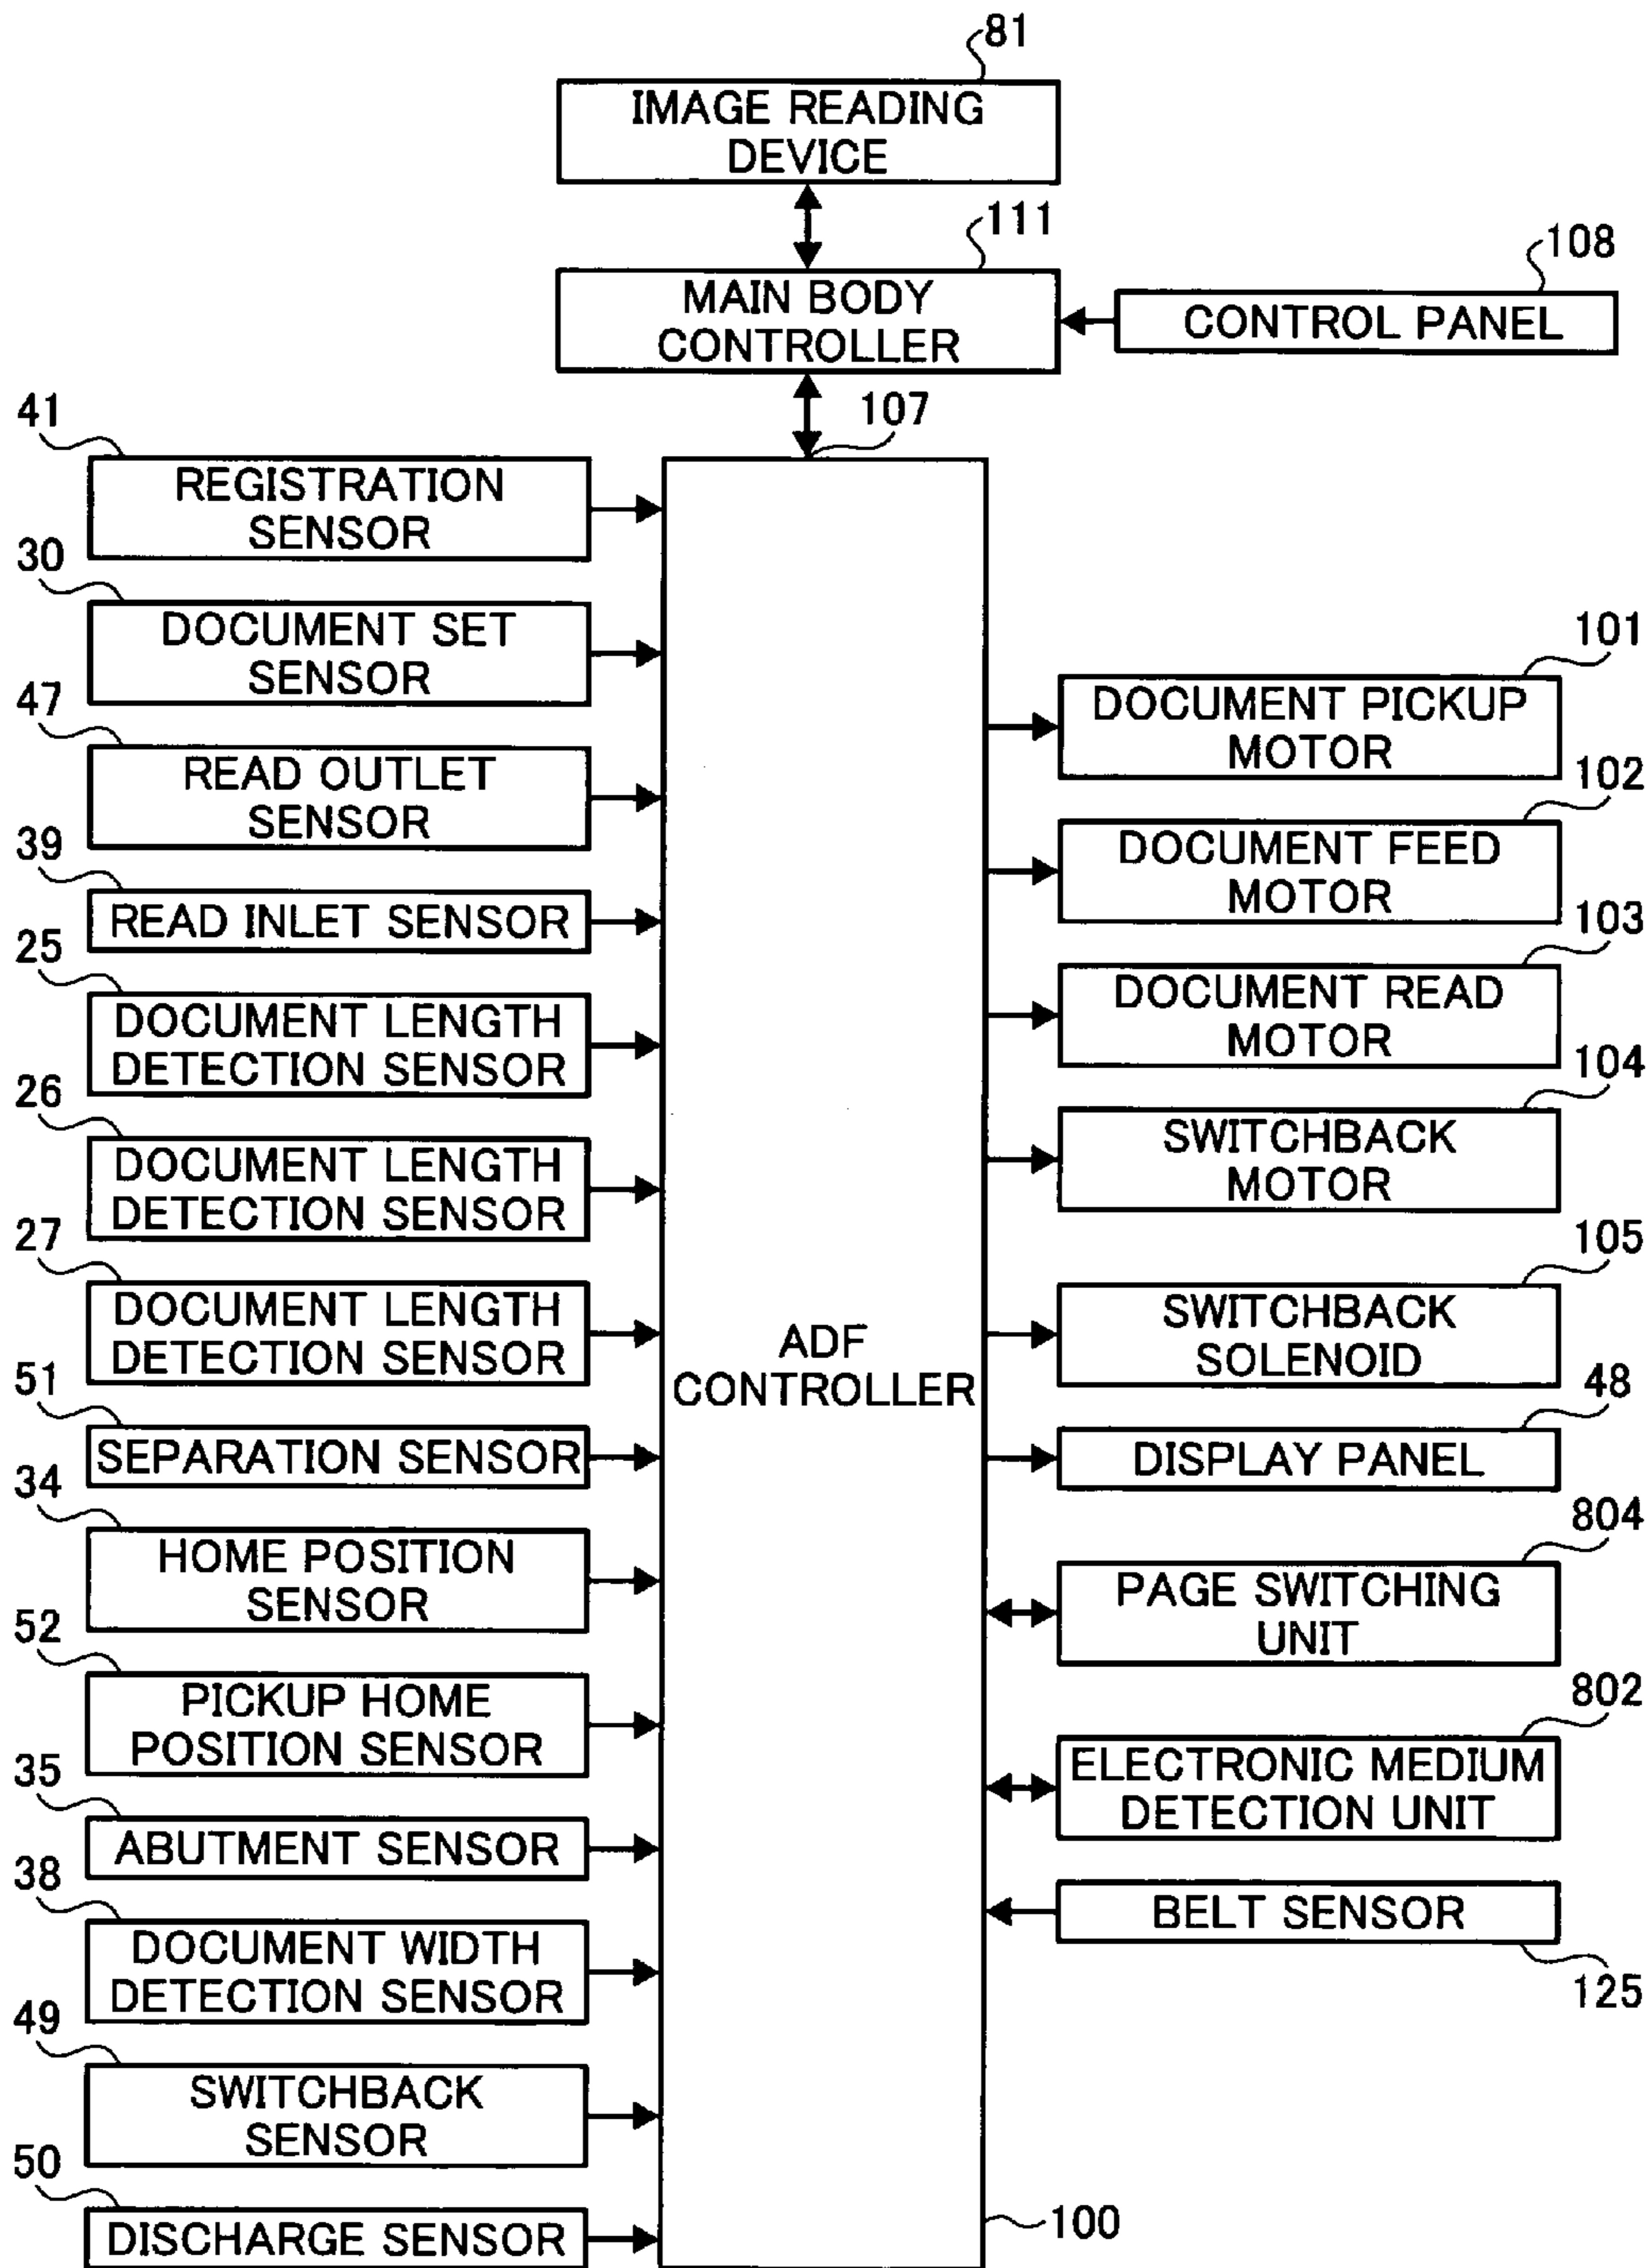 81
IMAGE READING
DEVICE
111
MAIN BODY
CONTROLLER
108
CONTROL PANEL
107
41
REGISTRATION
SENSOR
30
DOCUMENT SET
SENSOR
47
READ OUTLET
SENSOR
39
READ INLET SENSOR
25
DOCUMENT LENGTH
DETECTION SENSOR
26
DOCUMENT LENGTH
DETECTION SENSOR
27
DOCUMENT LENGTH
DETECTION SENSOR
51
SEPARATION SENSOR
34
HOME POSITION
SENSOR
52
PICKUP HOME
POSITION SENSOR
35
ABUTMENT SENSOR
38
DOCUMENT WIDTH
DETECTION SENSOR
49
SWITCHBACK
SENSOR
50
DISCHARGE SENSOR
ADF
CONTROLLER
100
101
DOCUMENT PICKUP
MOTOR
102
DOCUMENT FEED
MOTOR
103
DOCUMENT READ
MOTOR
104
SWITCHBACK
MOTOR
105
SWITCHBACK
SOLENOID
48
DISPLAY PANEL
804
PAGE SWITCHING
UNIT
802
ELECTRONIC MEDIUM
DETECTION UNIT
BELT SENSOR
125